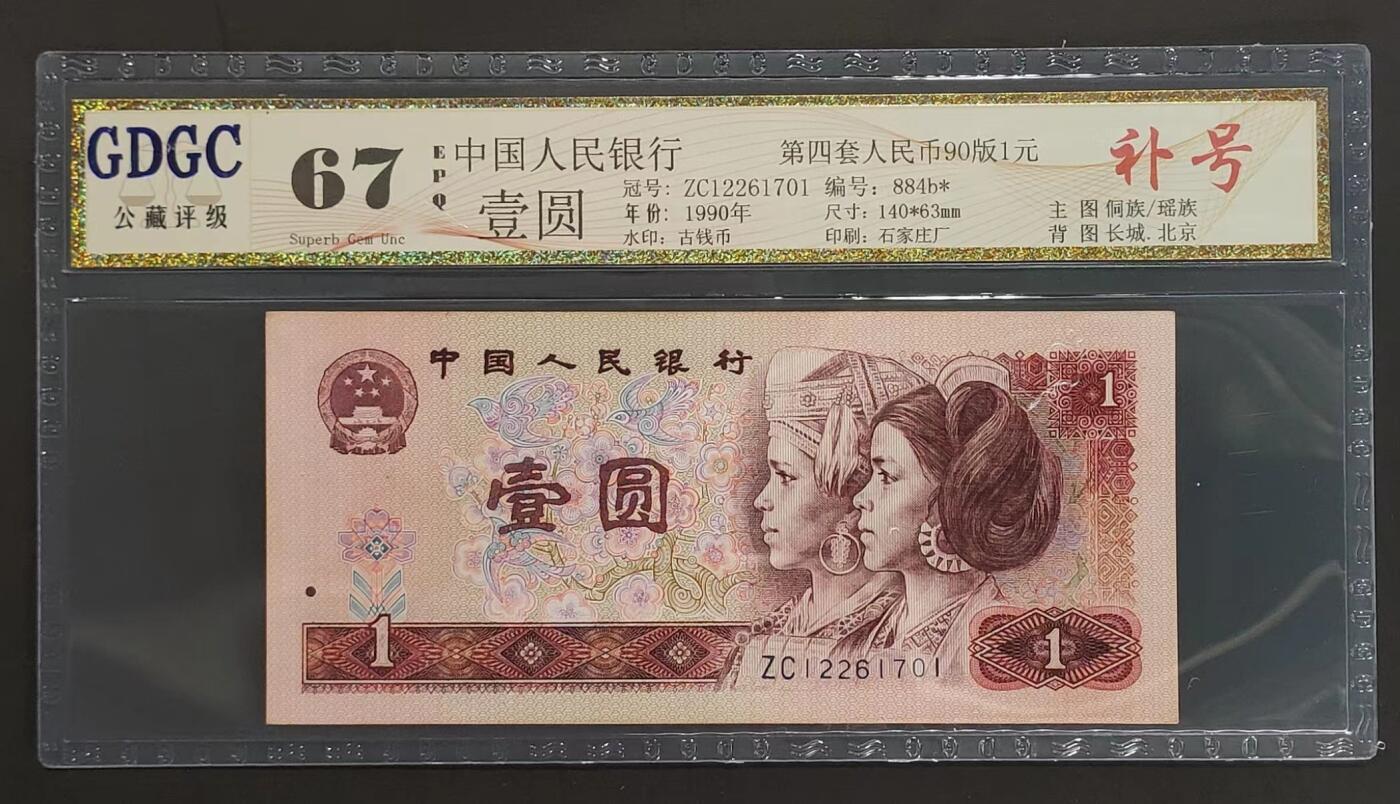 GDGC
公藏评级
67
EPQ
Superb Gem Unc
中国人民银行
壹圆
第四套人民币90版1元
冠号: ZC12261701 编号: 884b*
年份: 1990年 尺寸: 140*63mm
水印: 古钱币 印刷: 石家庄厂
主 图 侗族/瑶族
背 图 长城.北京
补号
中国人民银行
1
壹圆
1
ZC12261701
1